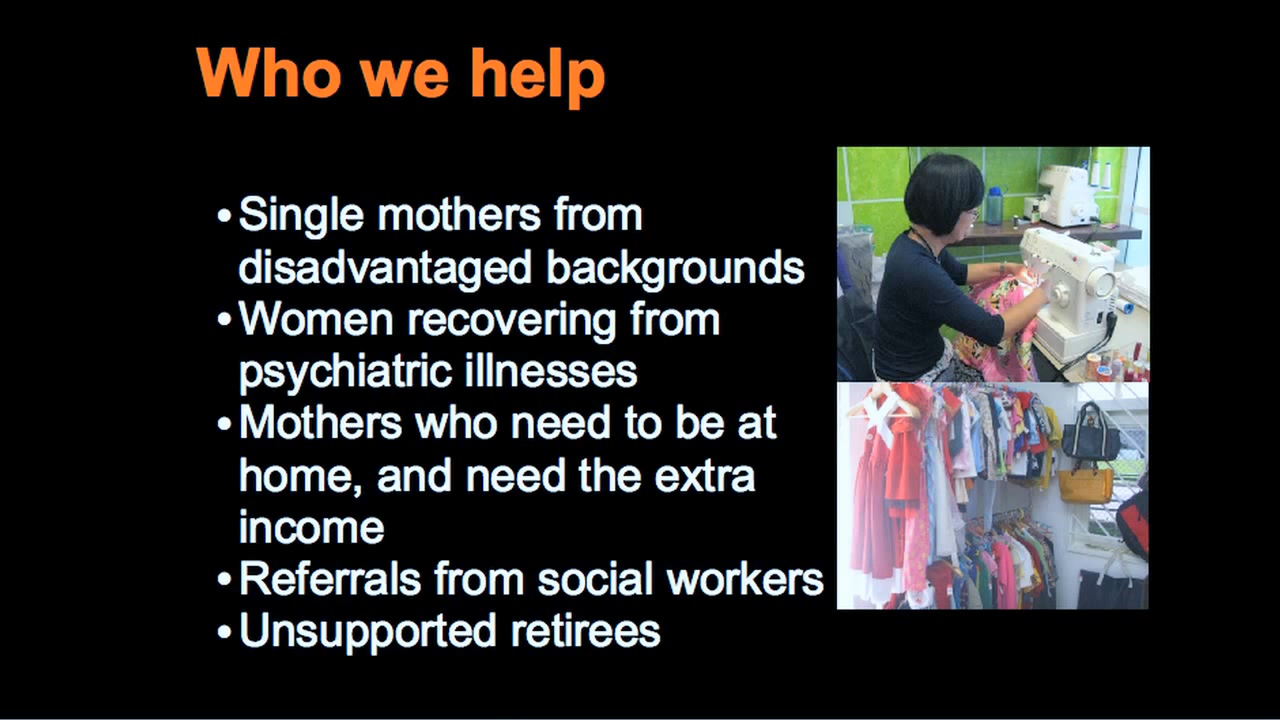 Who we help
•Single mothers from
disadvantaged backgrounds
•Women recovering from
psychiatric illnesses
•Mothers who need to be at
home, and need the extra
income
•Referrals from social workers
•Unsupported retirees